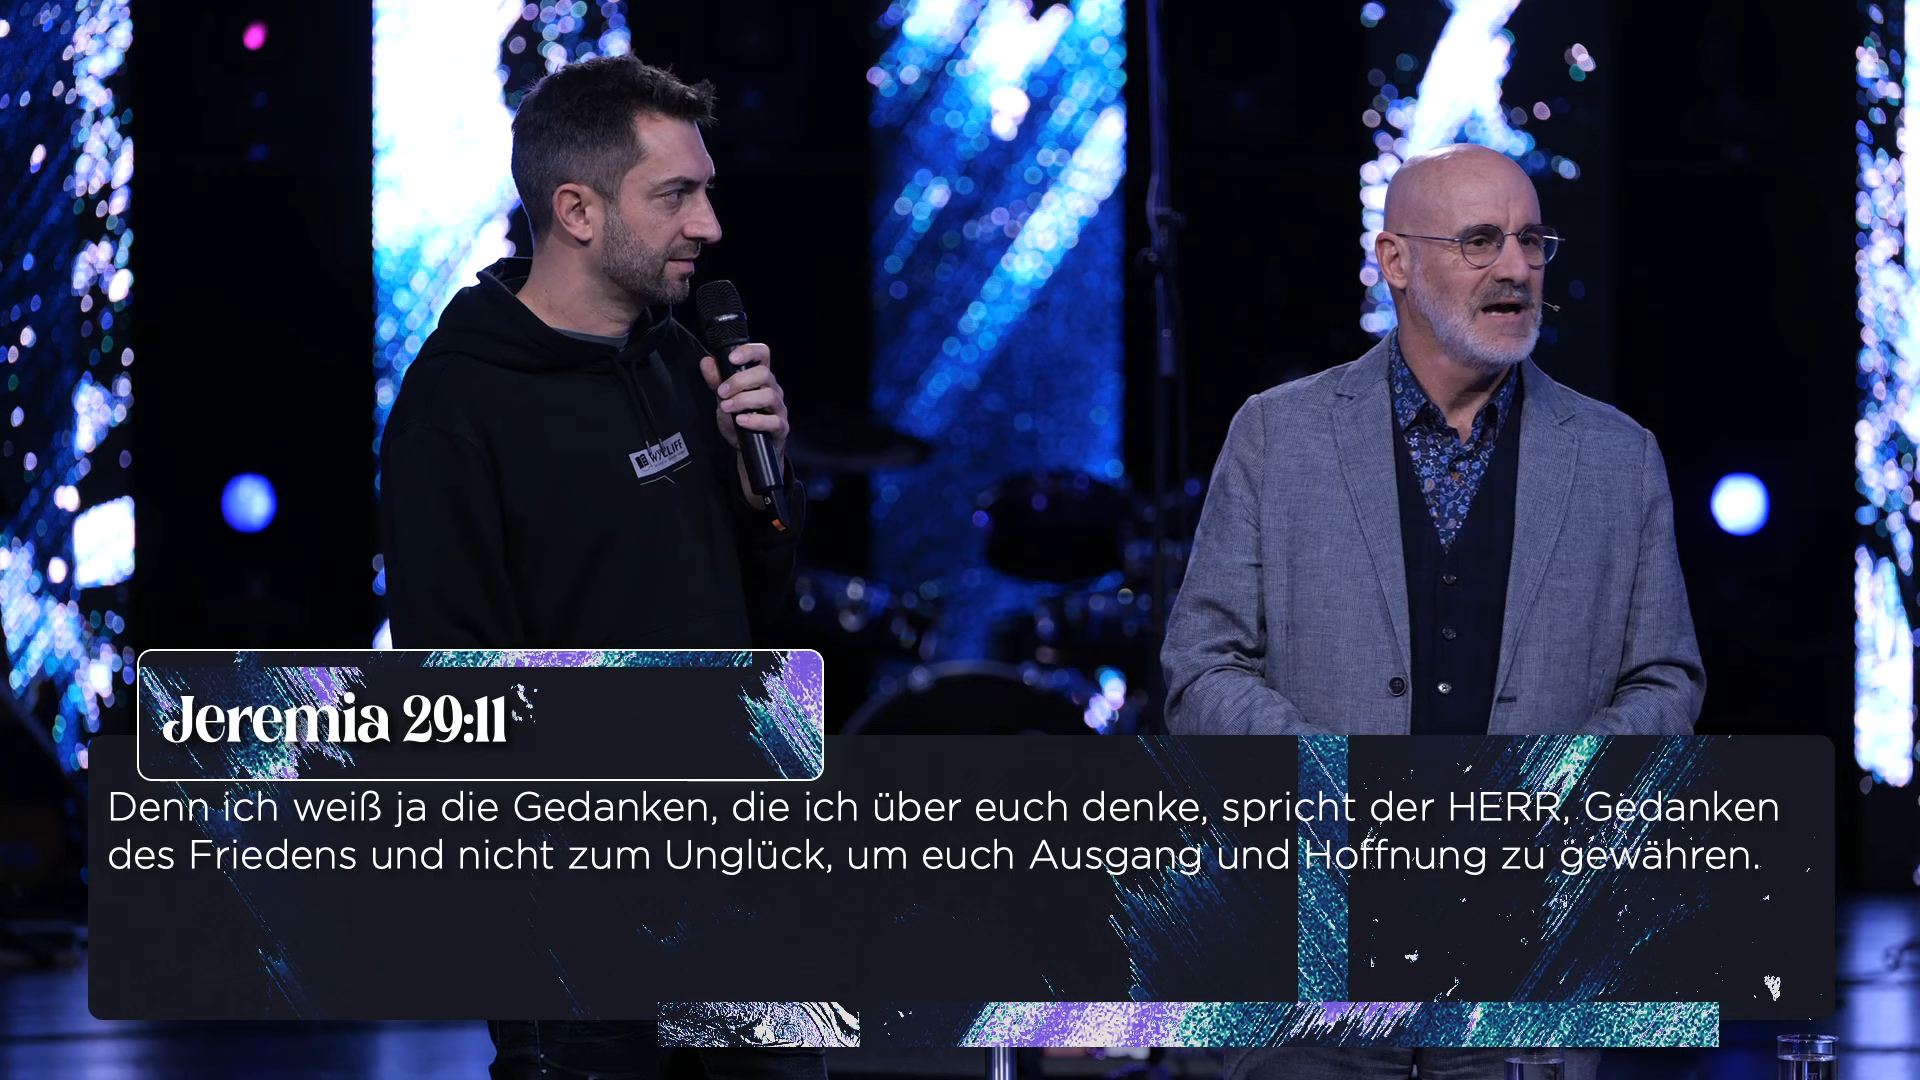 WYCLIFF
Jeremia 29:11
Denn ich weiß ja die Gedanken, die ich über euch denke, spricht der HERR, Gedanken
des Friedens und nicht zum Unglück, um euch Ausgang und Hoffnung zu gewähren.